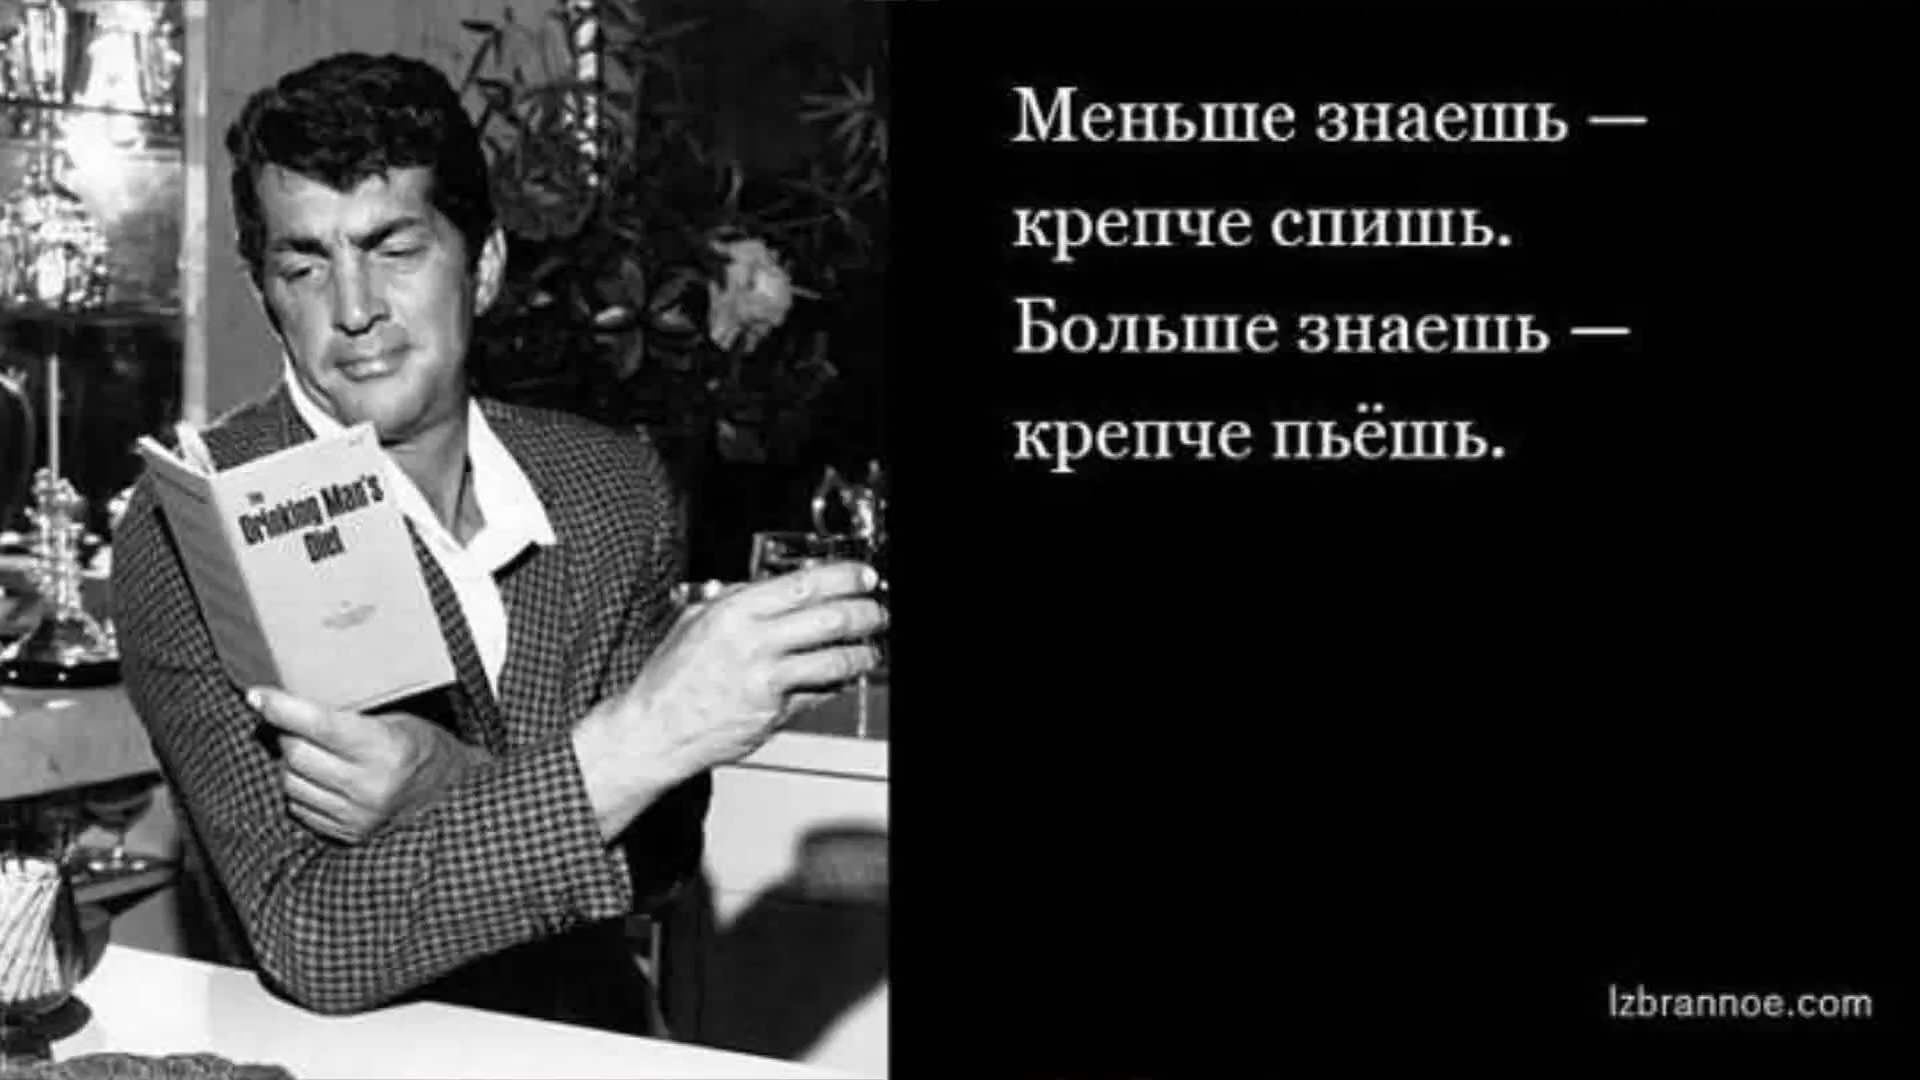 The
Drinking Man's
Diet
Меньше знаешь —
крепче спишь.
Больше знаешь —
крепче пьёшь.
Izbrannoe.com